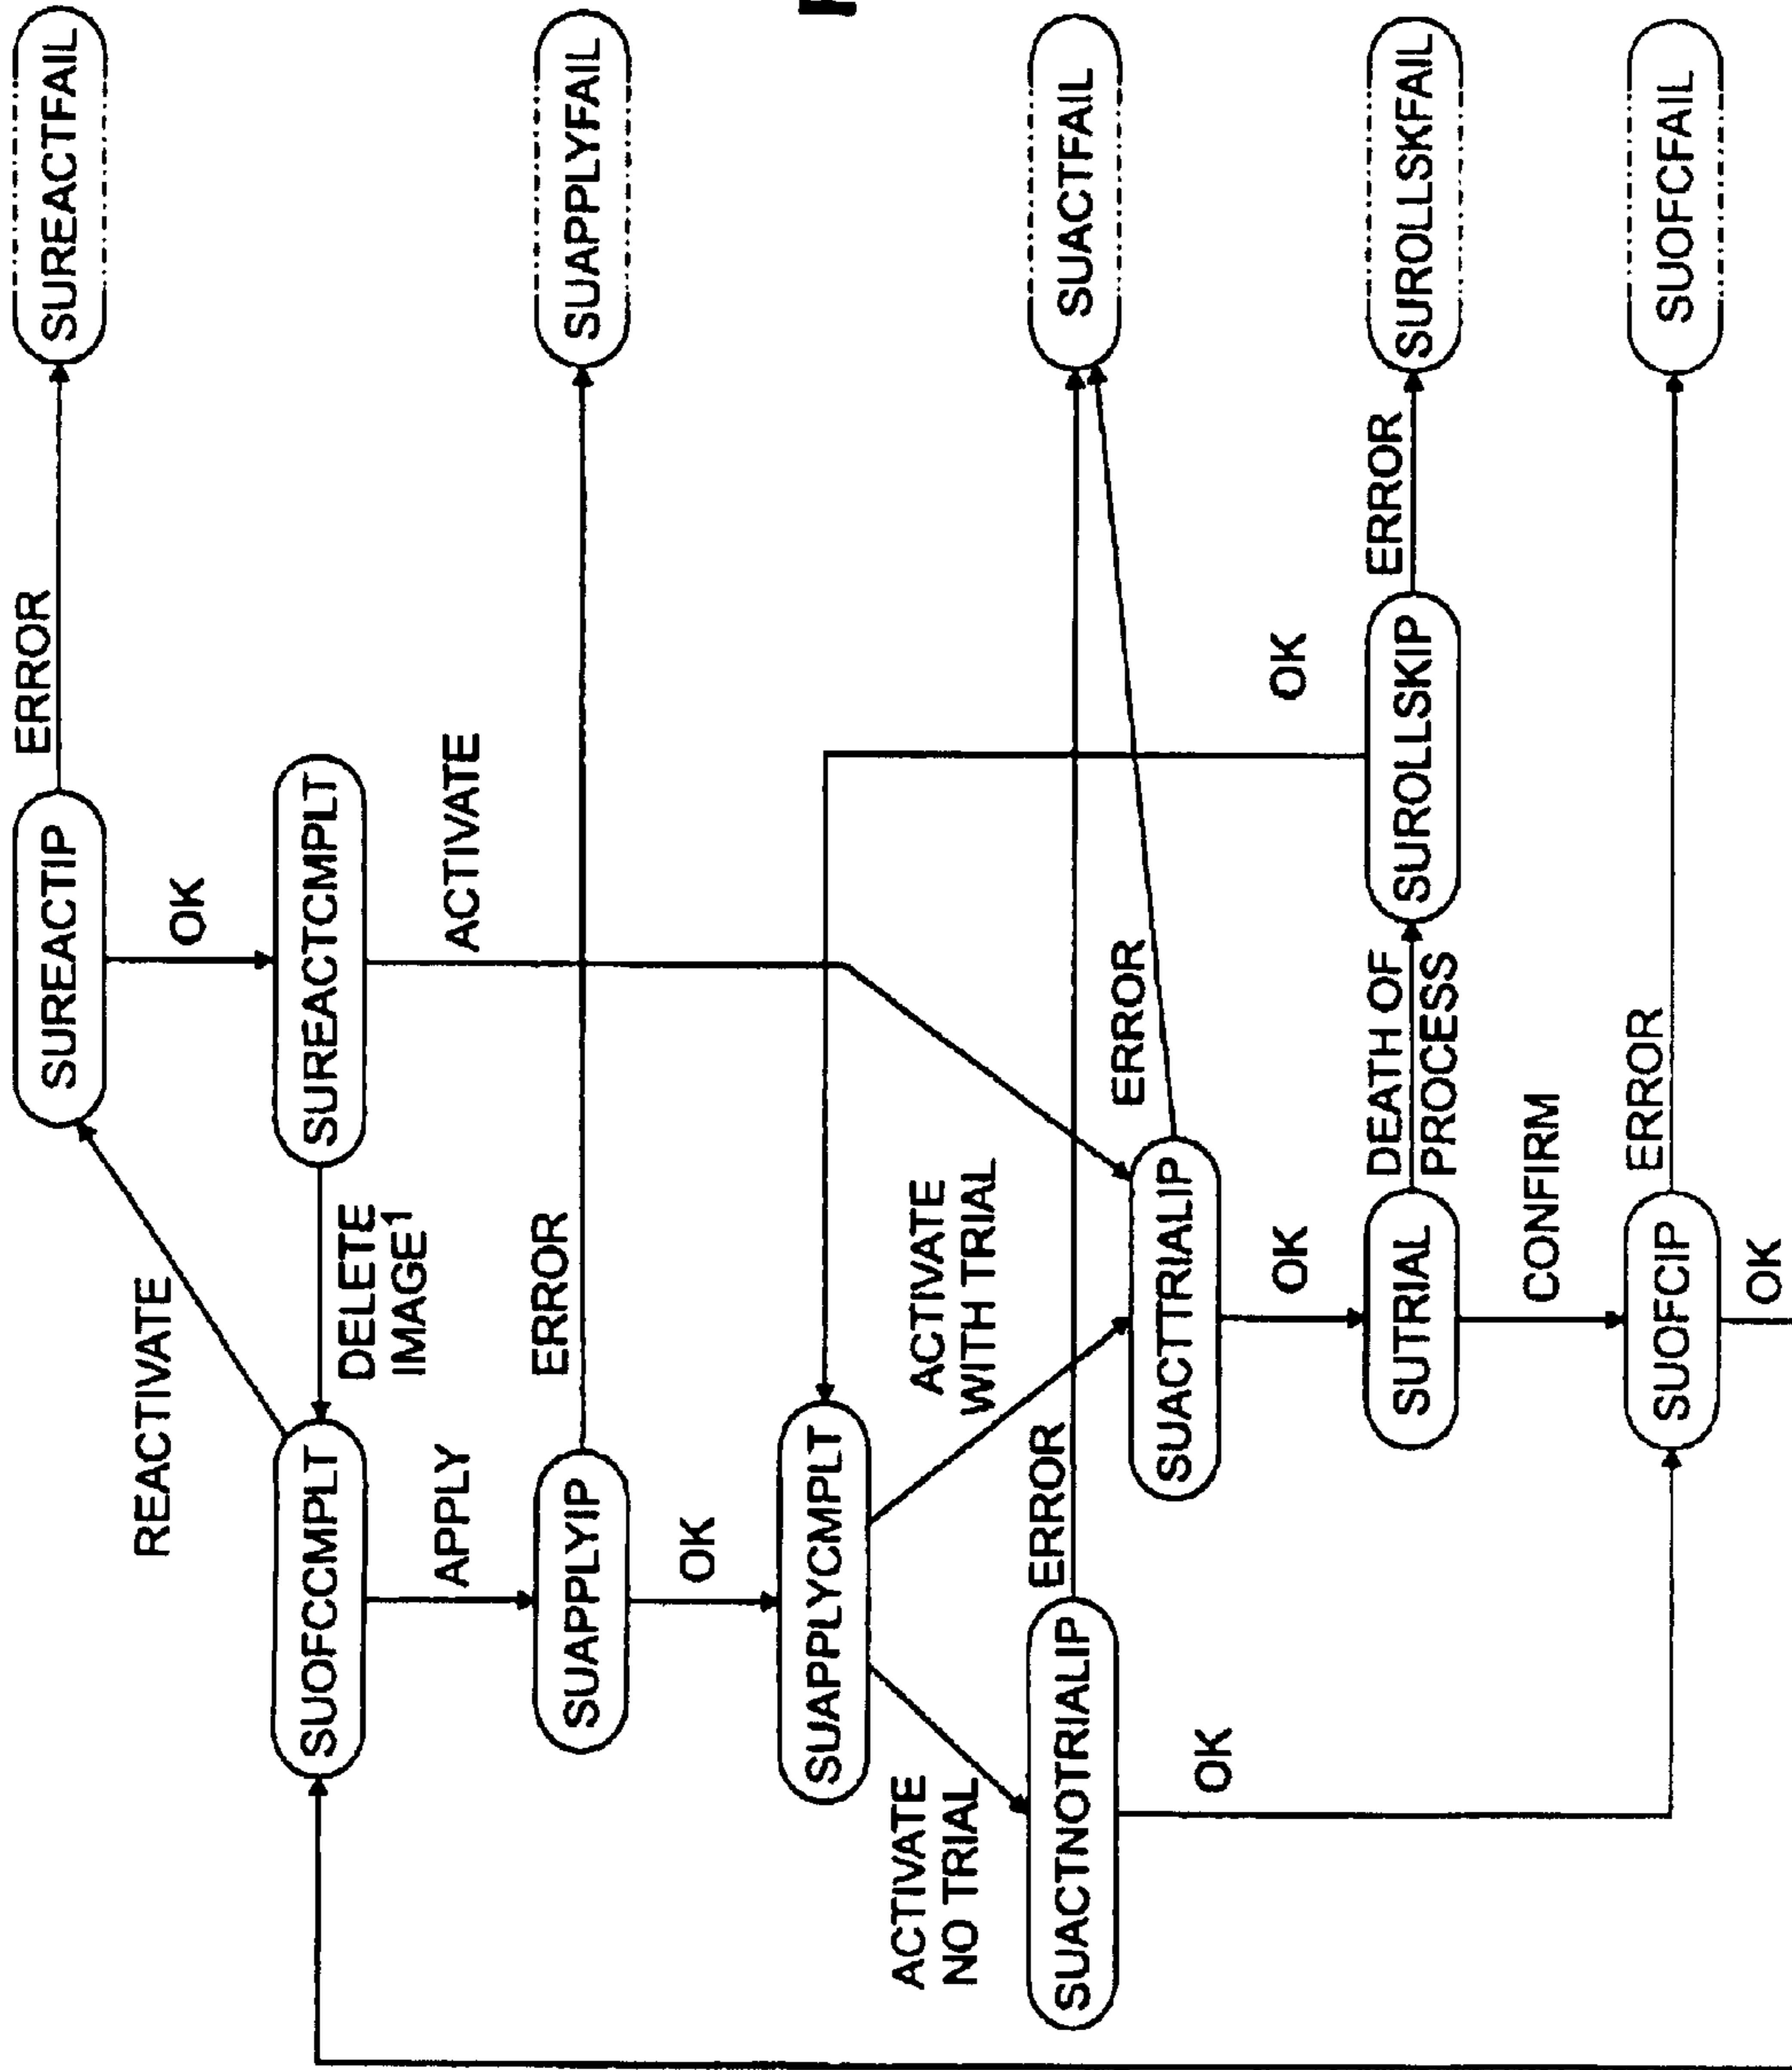 ERROR
SUREACTIP
SUREACTFAIL
REACTIVATE
OK
SUOFCCMPLT
SUREACTCMPLT
DELETE
IMAGE1
APPLY
ACTIVATE
ERROR
SUAPPLYIP
SUAPPLYFAIL
OK
SUAPPLYCMPLT
ACTIVATE
NO TRIAL
ACTIVATE
WITH TRIAL
ERROR
SUACTNOTRIALIP
SUACTFAIL
ERROR
SUACTTRIALIP
OK
OK
OK
DEATH OF
PROCESS
ERROR
SUTRIAL
SUROLLSKIP
SUROLLSKFAIL
CONFIRM
ERROR
SUOFCIP
SUOFCFAIL
OK